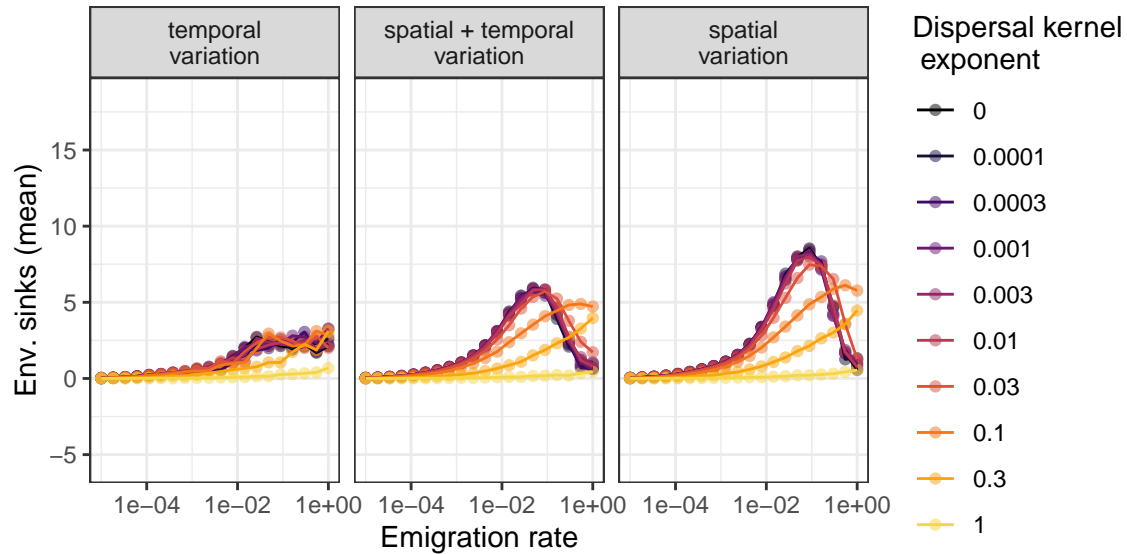 temporal
variation
spatial + temporal
variation
spatial
variation
Dispersal kernel
exponent
0
0.0001
0.0003
0.001
0.003
0.01
0.03
0.1
0.3
1
Env. sinks (mean)
15
10
5
0
−5
1e−04
1e−02
1e+00
1e−04
1e−02
1e+00
1e−04
1e−02
1e+00
Emigration rate